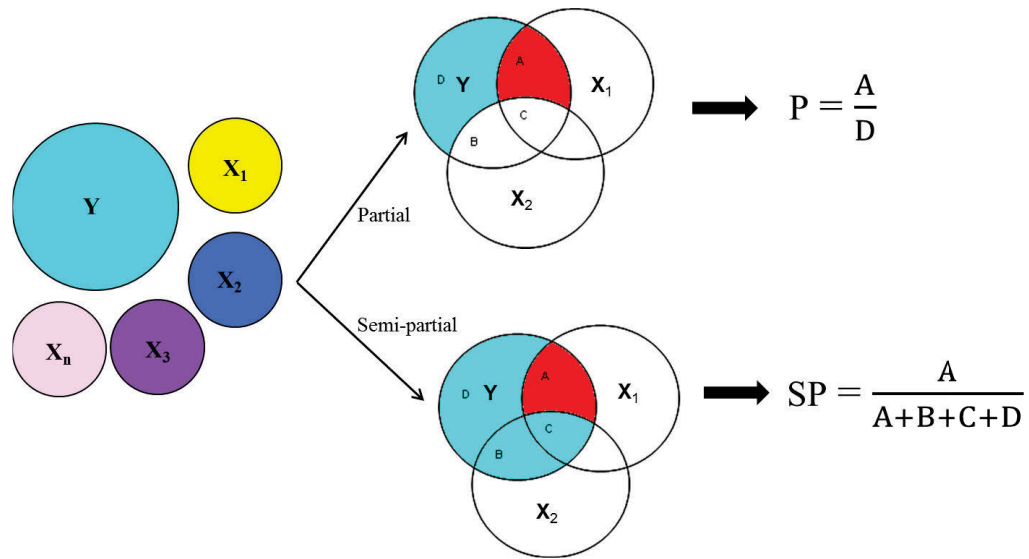 Y
X₁
X₂
X₃
Xₙ
Partial
Semi-partial
D
Y
A
X₁
C
B
X₂
P = A/D
D
Y
A
X₁
C
B
X₂
SP = A/A+B+C+D